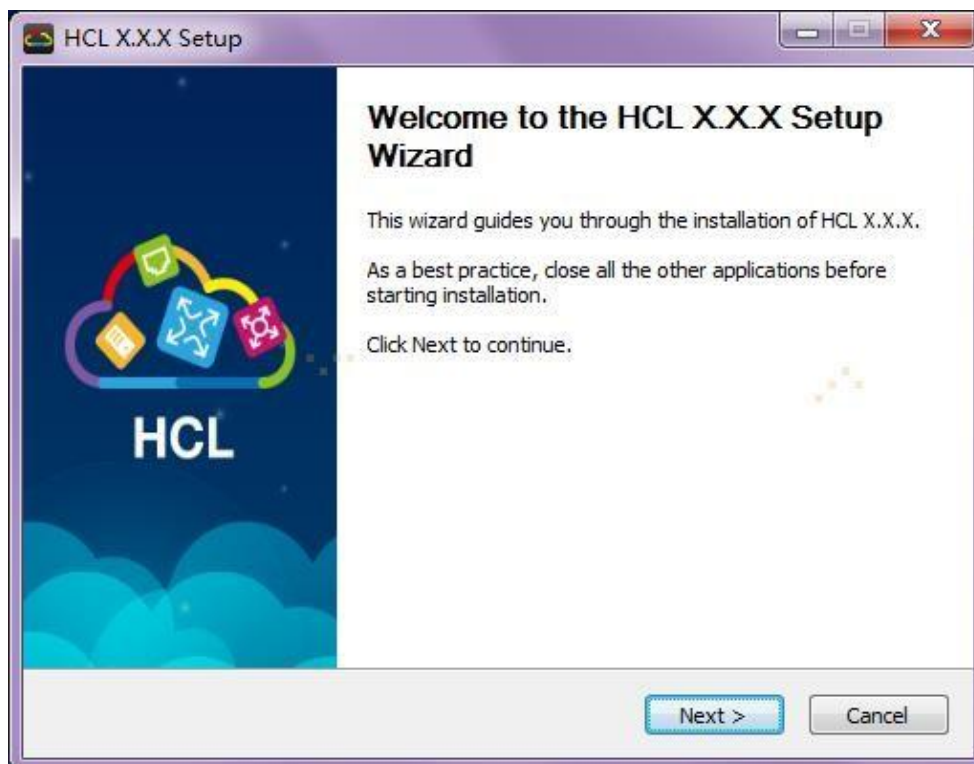 HCL X.X.X Setup
Welcome to the HCL X.X.X Setup
Wizard
This wizard guides you through the installation of HCL X.X.X.
As a best practice, close all the other applications before
starting installation.
Click Next to continue.
HCL
Next >
Cancel